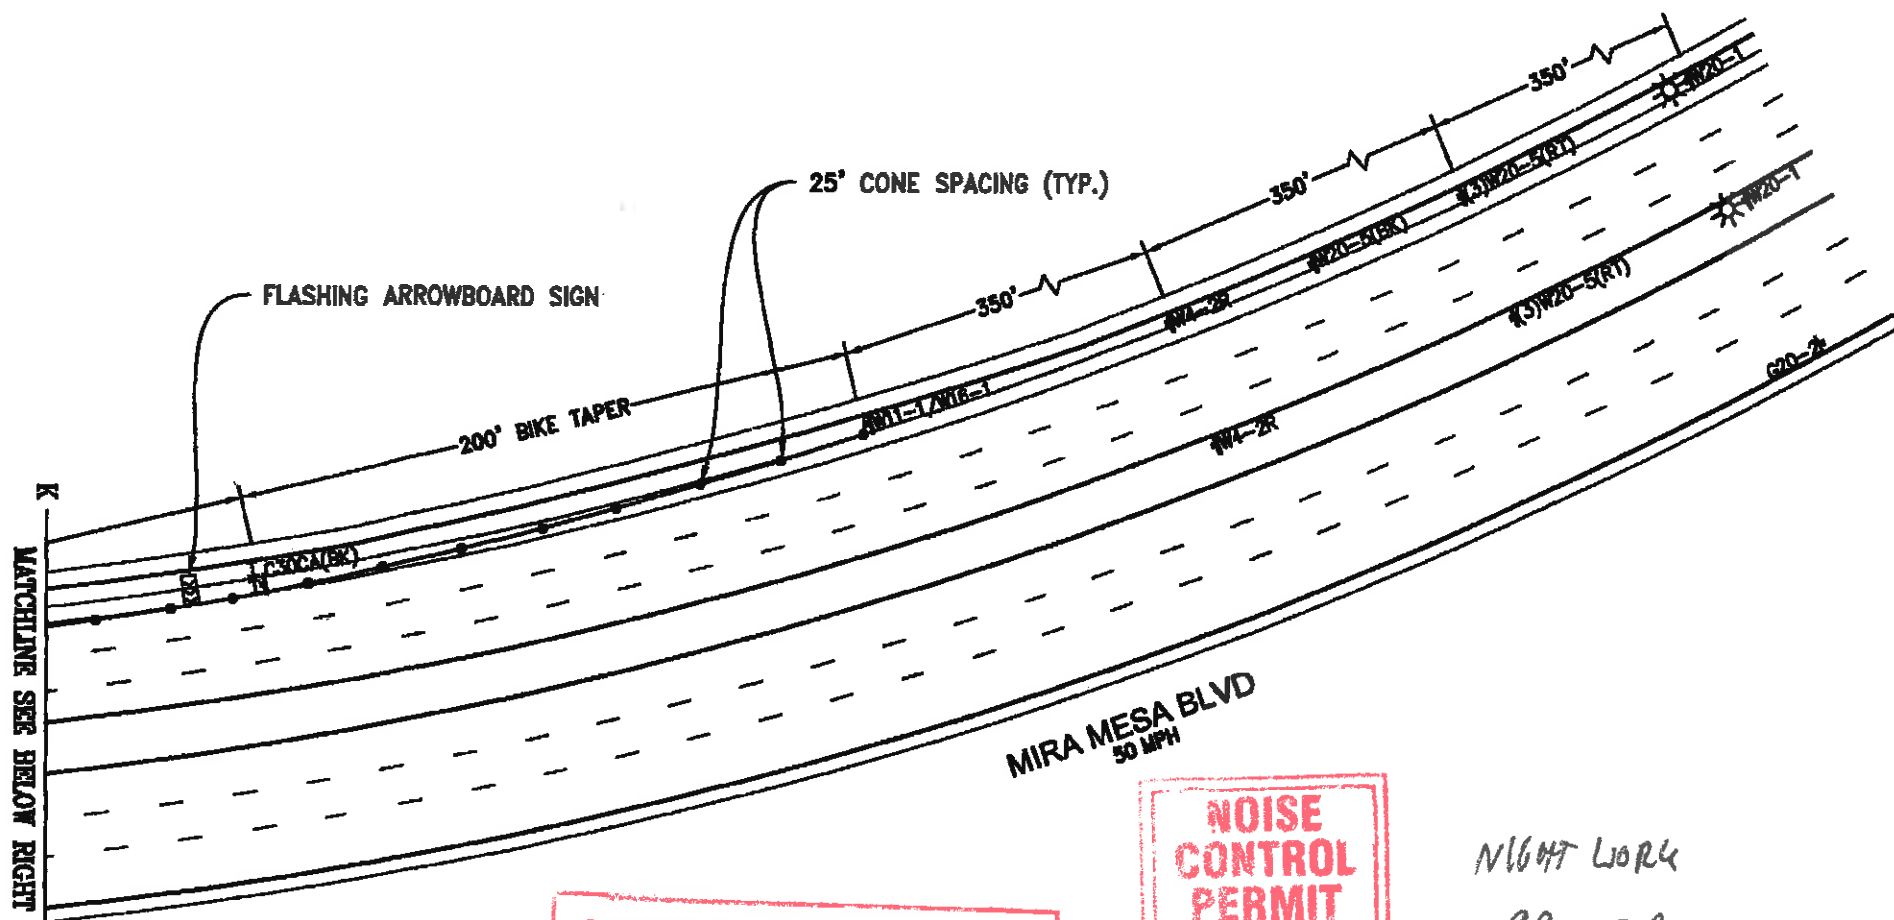 350'
W20-1
350'
(3)W20-5(RT)
W20-1
25' CONE SPACING (TYP.)
W20-5(BK)
350'
W4-2R
(3)W20-5(RT)
FLASHING ARROWBOARD SIGN
200' BIKE TAPER
W11-1/W16-1
W4-2R
G20-2
K
C30CA(BK)
MATCHLINE SEE BELOW RIGHT
MIRA MESA BLVD
50 MPH
NOISE
CONTROL
PERMIT
NIGHT WORK